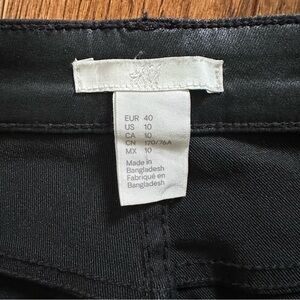 H&M
EUR 40
US 10
CA 10
CN 170/76A
MX 10
Made in
Bangladesh
Fabriqué en
Bangladesh